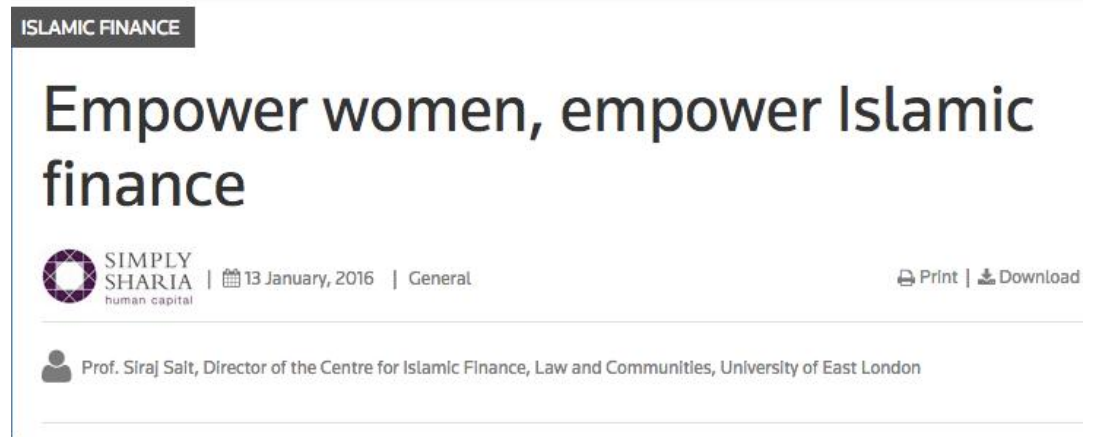 ISLAMIC FINANCE
Empower women, empower Islamic
finance
SIMPLY
SHARIA
human capital
| 13 January, 2016 | General
Print | Download
Prof. Siraj Sait, Director of the Centre for Islamic Finance, Law and Communities, University of East London